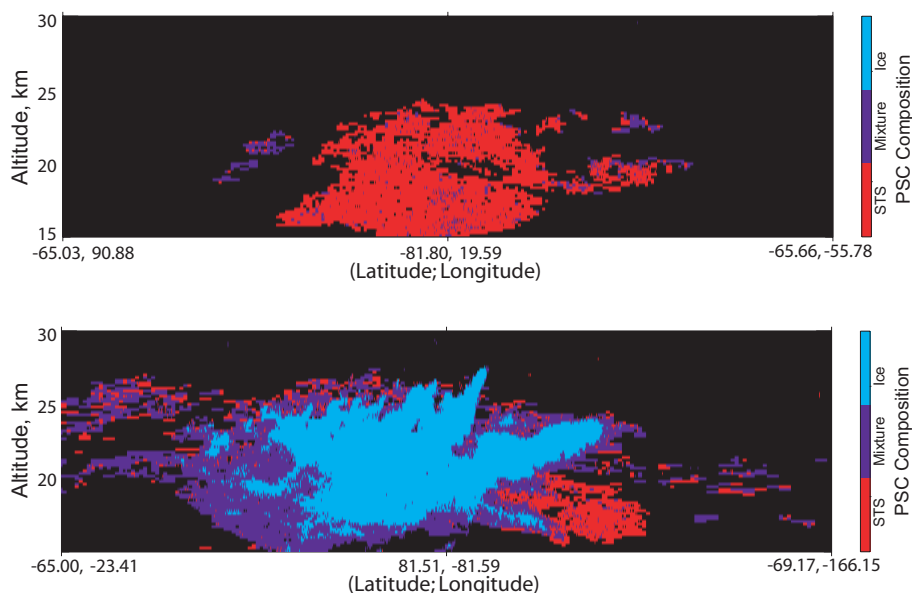 30
25
20
15
Altitude, km
-65.03, 90.88
-81.80, 19.59
-65.66, -55.78
(Latitude; Longitude)
Ice
Mixture
STS
PSC Composition
30
25
20
Altitude, km
-65.00, -23.41
81.51, -81.59
-69.17, -166.15
(Latitude; Longitude)
Ice
Mixture
STS
PSC Composition